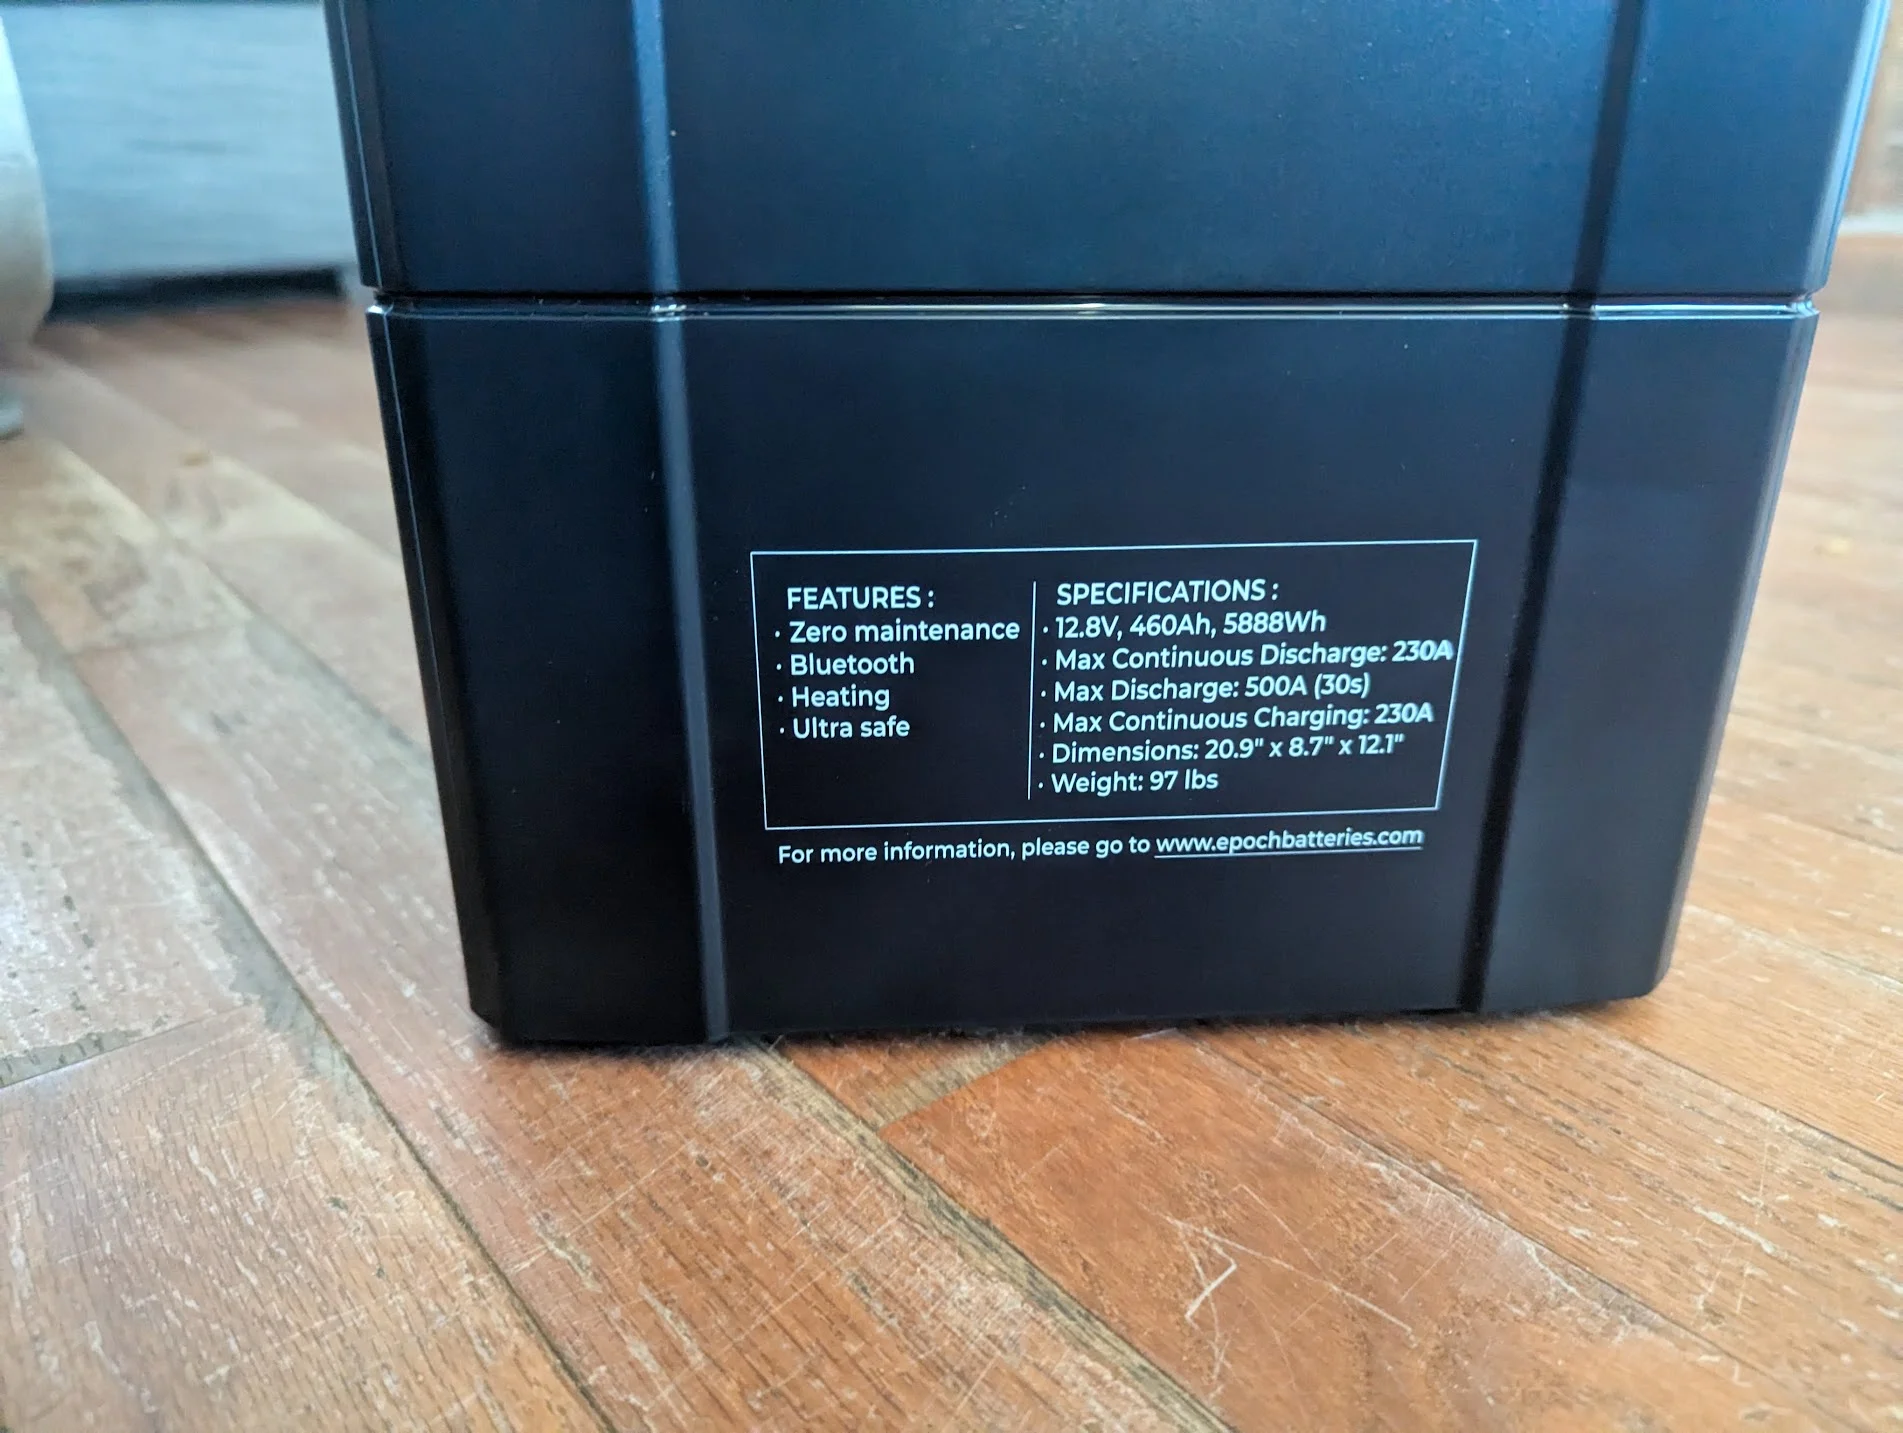 FEATURES :
· Zero maintenance
· Bluetooth
· Heating
· Ultra safe
SPECIFICATIONS :
· 12.8V, 460Ah, 5888Wh
· Max Continuous Discharge: 230A
· Max Discharge: 500A (30s)
· Max Continuous Charging: 230A
· Dimensions: 20.9" x 8.7" x 12.1"
· Weight: 97 lbs
For more information, please go to www.epochbatteries.com